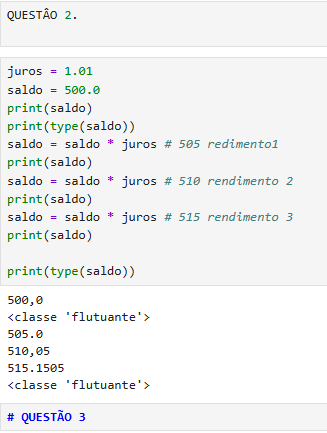 QUESTÃO 2.
juros = 1.01
saldo = 500.0
print(saldo)
print(type(saldo))
saldo = saldo * juros # 505 redimento1
print(saldo)
saldo = saldo * juros # 510 rendimento 2
print(saldo)
saldo = saldo * juros # 515 rendimento 3
print(saldo)
print(type(saldo))
500,0
<classe 'flutuante'>
505.0
510,05
515.1505
<classe 'flutuante'>
# QUESTÃO 3